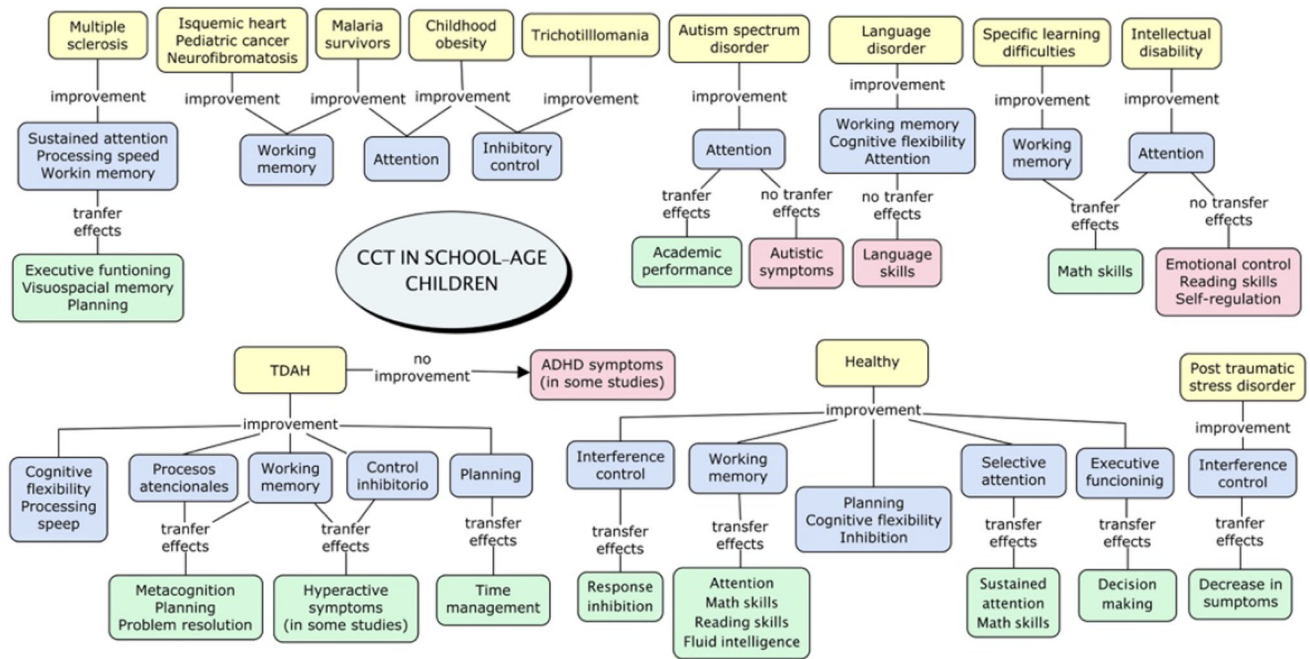 Multiple
sclerosis
Isquemic heart
Pediatric cancer
Neurofibromatosis
Malaria
survivors
Childhood
obesity
Trichotilllomania
Autism spectrum
disorder
Language
disorder
Specific learning
difficulties
Intellectual
disability
improvement
improvement
improvement
improvement
improvement
improvement
improvement
improvement
improvement
Sustained attention
Processing speed
Workin memory
Working
memory
Attention
Inhibitory
control
Attention
Working memory
Cognitive flexibility
Attention
Working
memory
Attention
tranfer
effects
tranfer
effects
no tranfer
effects
no transfer
effects
tranfer
effects
no transfer
effects
Executive funtioning
Visuospacial memory
Planning
CCT IN SCHOOL-AGE
CHILDREN
Academic
performance
Autistic
symptoms
Language
skills
Math skills
Emotional control
Reading skills
Self-regulation
TDAH
no
improvement
ADHD symptoms
(in some studies)
Healthy
Post traumatic
stress disorder
improvement
improvement
improvement
Cognitive
flexibility
Processing
speep
Procesos
atencionales
Working
memory
Control
inhibitorio
Planning
Interference
control
Working
memory
Planning
Cognitive flexibility
Inhibition
Selective
attention
Executive
funcioninig
Interference
control
tranfer
effects
tranfer
effects
transfer
effects
transfer
effects
transfer
effects
transfer
effects
transfer
effects
tranfer
effects
Metacognition
Planning
Problem resolution
Hyperactive
symptoms
(in some studies)
Time
management
Response
inhibition
Attention
Math skills
Reading skills
Fluid intelligence
Sustained
attention
Math skills
Decision
making
Decrease in
sumptoms